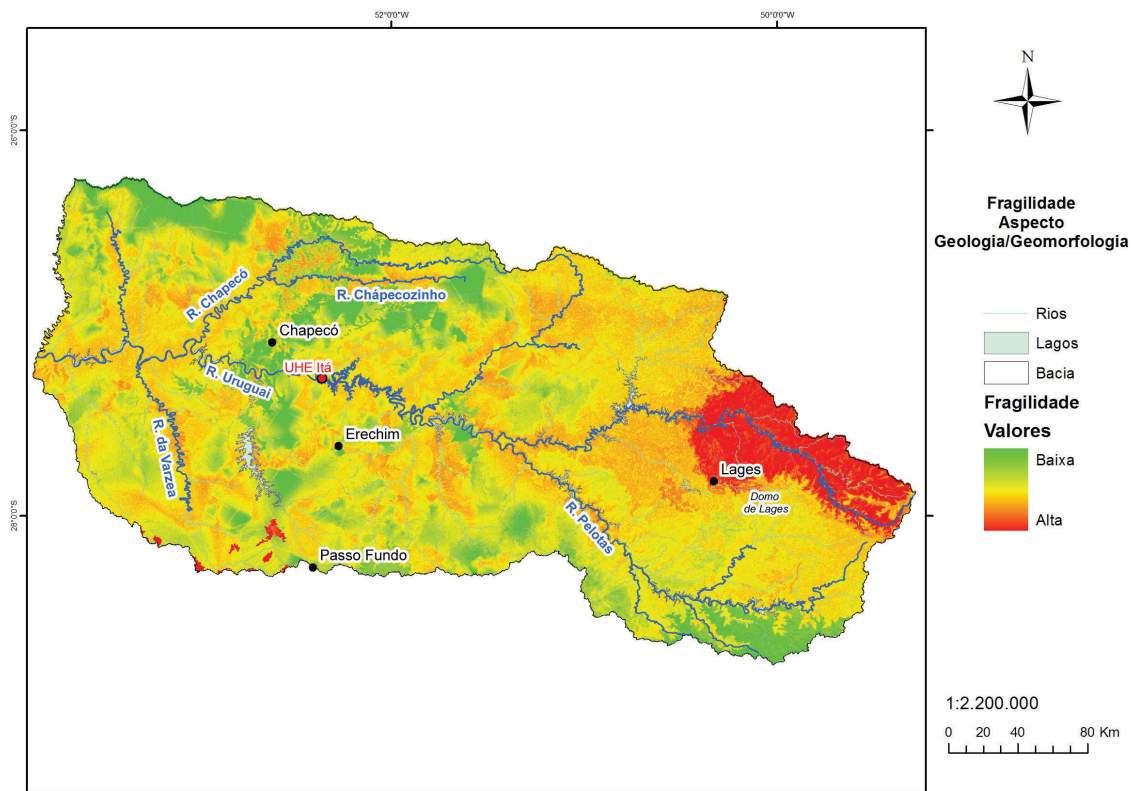 52°0'0"W
50°0'0"W
26°0'0"S
28°0'0"S
N
Fragilidade
Aspecto
Geologia/Geomorfologia
Rios
Lagos
Bacia
Fragilidade
Valores
Baixa
Alta
1:2.200.000
0 20 40 80 Km
R. Chapecó
R. Chápecozinho
Chapecó
UHE Itá
R. Uruguai
R. da Varzea
Erechim
Lages
Domo
de Lages
R. Pelotas
Passo Fundo